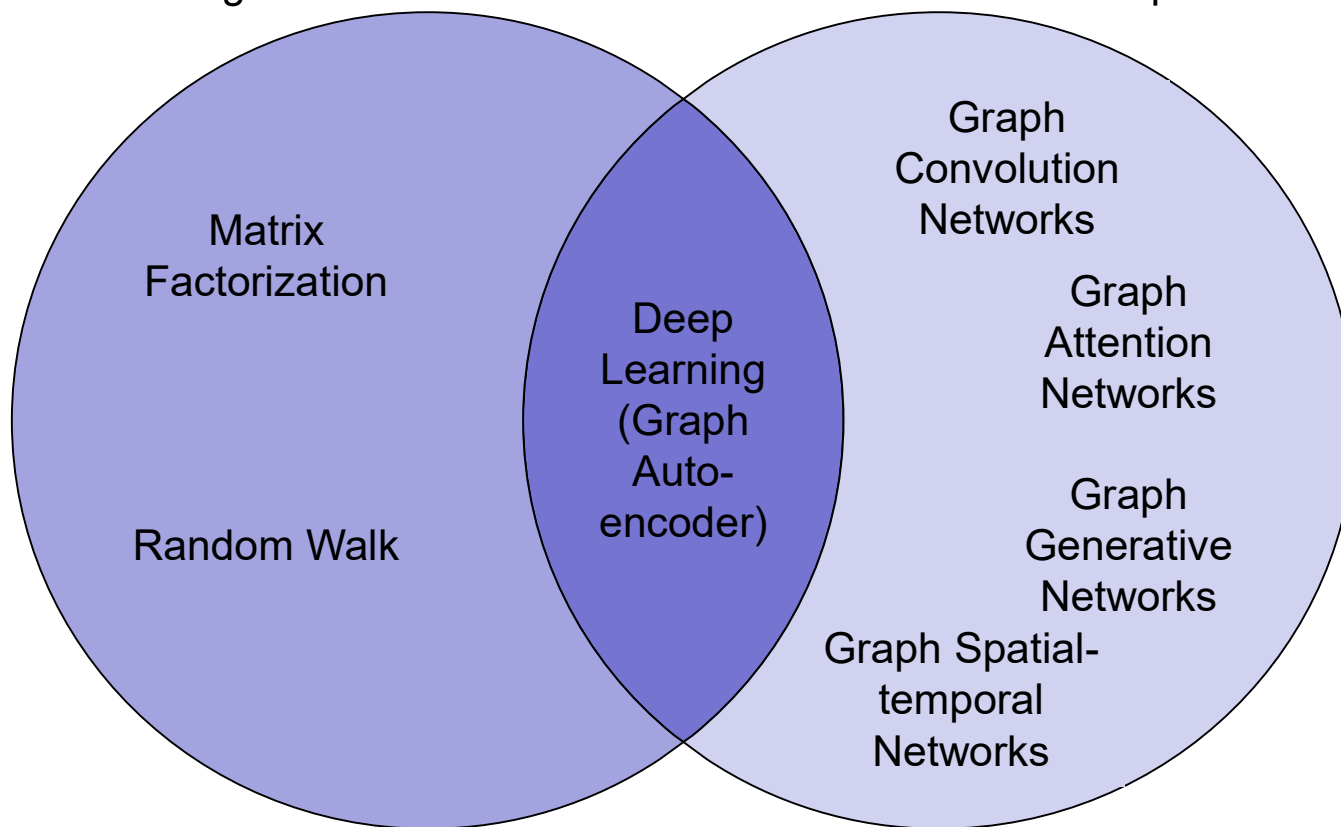 Matrix
Factorization
Random Walk
Deep
Learning
(Graph
Auto-
encoder)
Graph
Convolution
Networks
Graph
Attention
Networks
Graph
Generative
Networks
Graph Spatial-
temporal
Networks